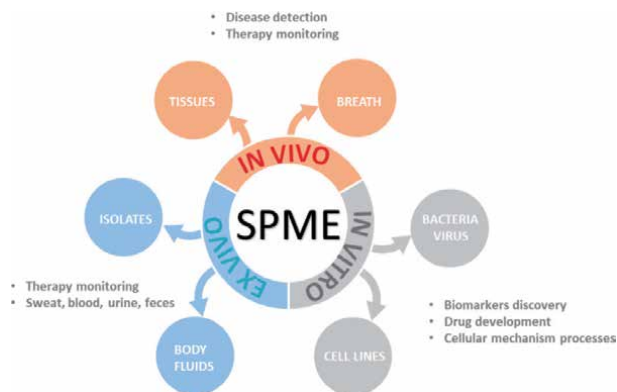 • Disease detection
• Therapy monitoring
TISSUES
BREATH
IN VIVO
ISOLATES
EX VIVO
SPME
IN VITRO
BACTERIA
VIRUS
• Therapy monitoring
• Sweat, blood, urine, feces
• Biomarkers discovery
• Drug development
• Cellular mechanism processes
BODY
FLUIDS
CELL LINES